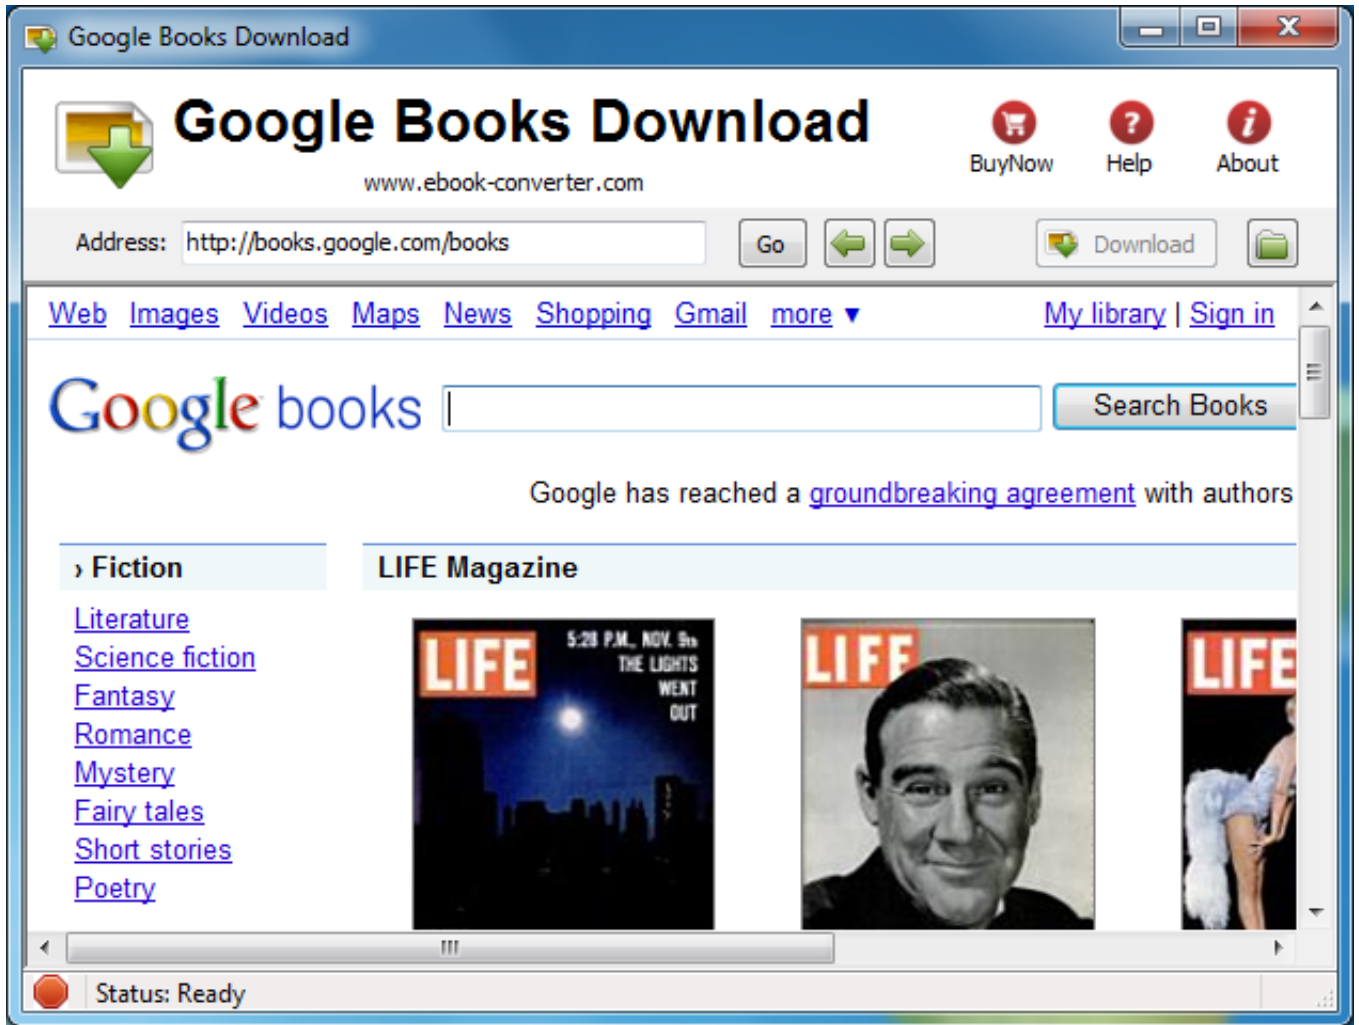 Google Books Download
Google Books Download
www.ebook-converter.com
BuyNow Help About
Address: http://books.google.com/books Go Download
Web Images Videos Maps News Shopping Gmail more ▼ My library | Sign in
Google books Search Books
Google has reached a groundbreaking agreement with authors
› Fiction
Literature
Science fiction
Fantasy
Romance
Mystery
Fairy tales
Short stories
Poetry
LIFE Magazine
LIFE
5:28 P.M., NOV. 9th
THE LIGHTS
WENT
OUT
LIFE
LIFE
Status: Ready